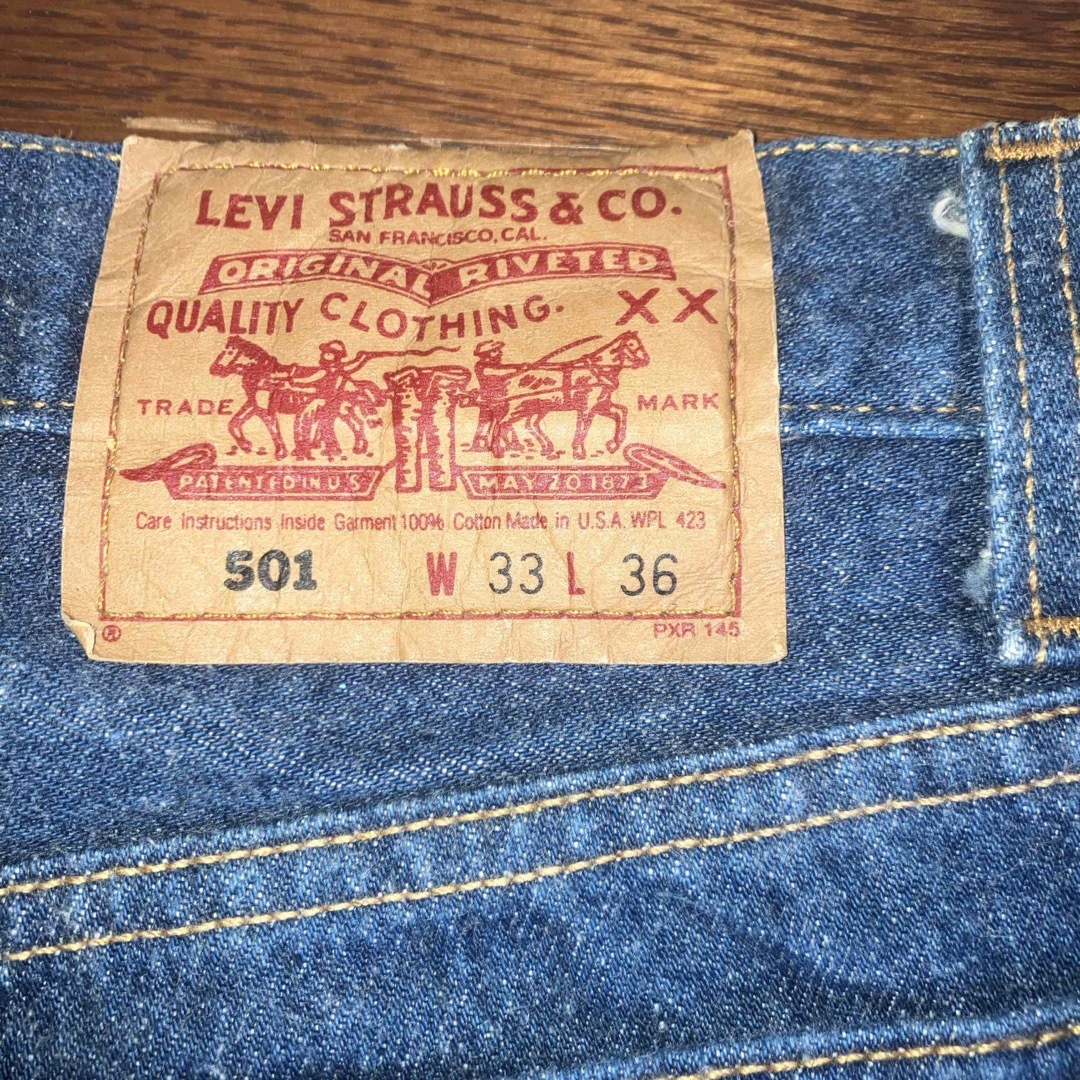 LEVI STRAUSS & CO.
SAN FRANCISCO, CAL.
ORIGINAL RIVETED
QUALITY CLOTHING. XX
TRADE MARK
PATENTED IN U.S. MAY 20 1873
Care Instructions Inside Garment 100% Cotton Made in U.S.A. WPL 423
501 W 33 L 36
® PXR 145